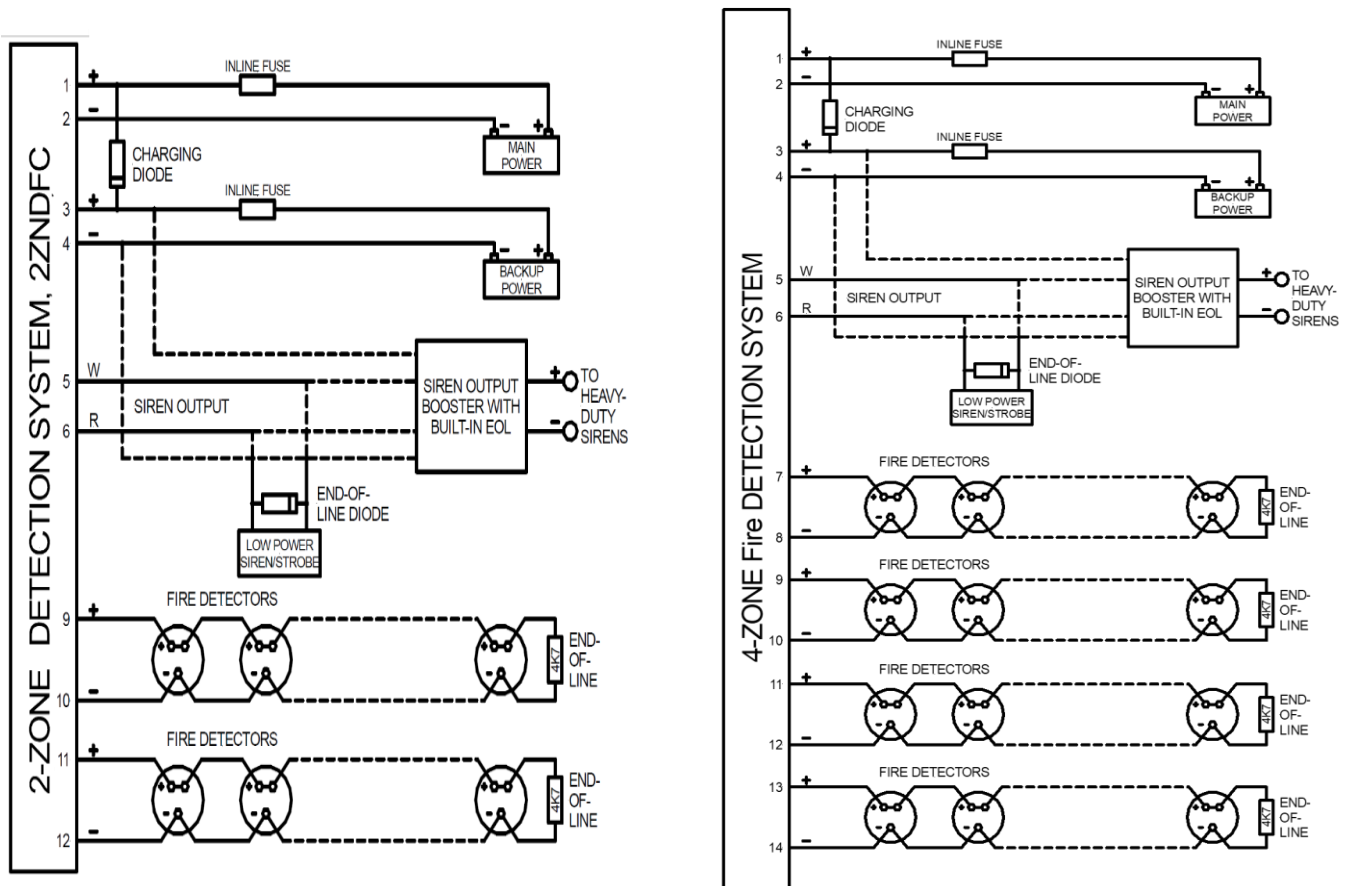 2-ZONE DETECTION SYSTEM, 2ZNDFC
1
+
INLINE FUSE
2
-
- +
MAIN
POWER
CHARGING
DIODE
3
+
INLINE FUSE
4
-
- +
BACKUP
POWER
5
W
SIREN OUTPUT
6
R
SIREN OUTPUT
BOOSTER WITH
BUILT-IN EOL
+
-
TO
HEAVY-
DUTY
SIRENS
END-OF-
LINE DIODE
LOW POWER
SIREN/STROBE
FIRE DETECTORS
9
+
+ + +
- - -
10
-
4K7
END-
OF-
LINE
FIRE DETECTORS
11
+
+ + +
- - -
12
-
4K7
END-
OF-
LINE
4-ZONE Fire DETECTION SYSTEM
1
+
INLINE FUSE
2
-
- +
MAIN
POWER
CHARGING
DIODE
3
+
INLINE FUSE
4
-
- +
BACKUP
POWER
5
W
SIREN OUTPUT
6
R
SIREN OUTPUT
BOOSTER WITH
BUILT-IN EOL
+
-
TO
HEAVY-
DUTY
SIRENS
END-OF-
LINE DIODE
LOW POWER
SIREN/STROBE
FIRE DETECTORS
7
+
+ + +
- - -
8
-
4K7
END-
OF-
LINE
FIRE DETECTORS
9
+
+ + +
- - -
10
-
4K7
END-
OF-
LINE
FIRE DETECTORS
11
+
+ + +
- - -
12
-
4K7
END-
OF-
LINE
FIRE DETECTORS
13
+
+ + +
- - -
14
-
4K7
END-
OF-
LINE